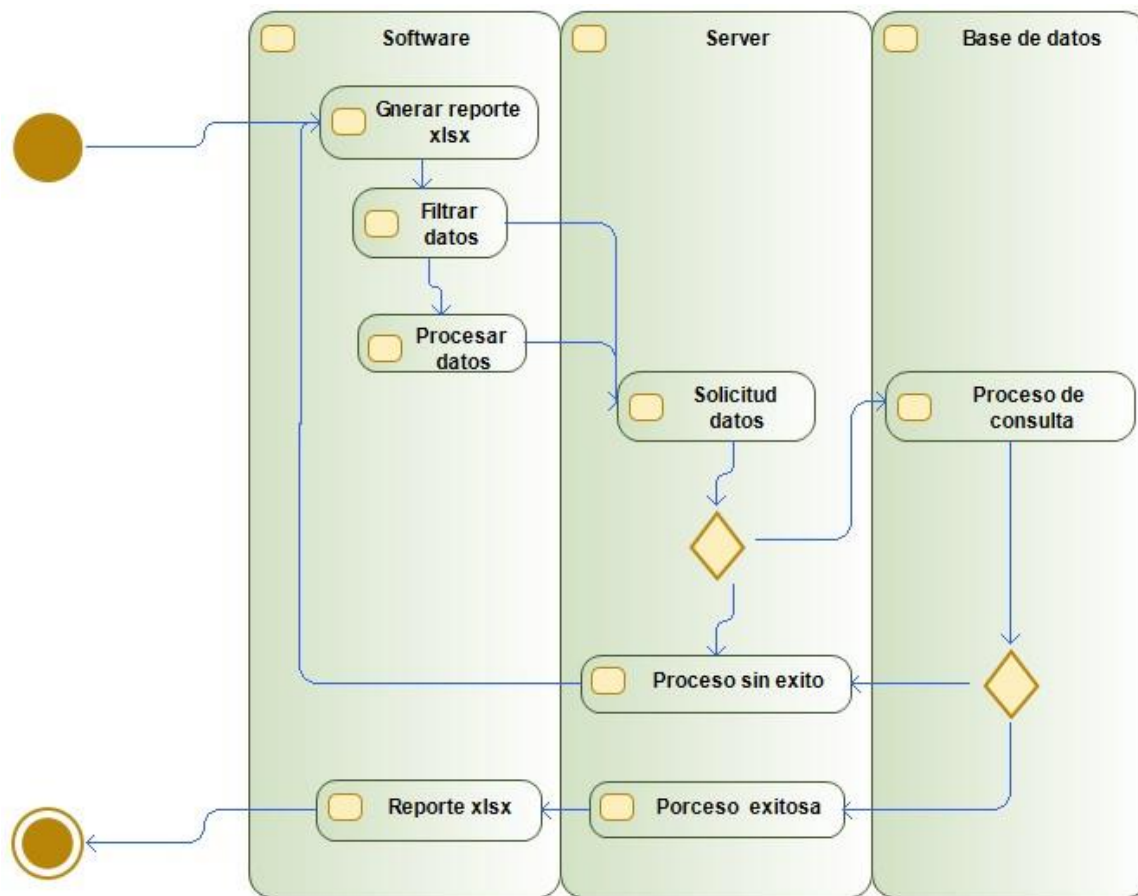 Software
Server
Base de datos
Gnerar reporte
xlsx
Filtrar
datos
Procesar
datos
Solicitud
datos
Proceso de
consulta
Proceso sin exito
Reporte xlsx
Porceso exitosa